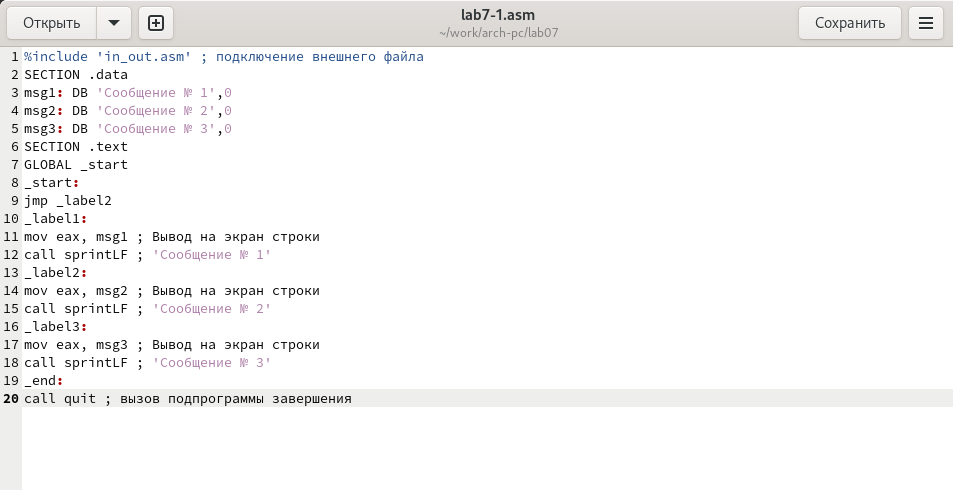 Открыть
lab7-1.asm
~/work/arch-pc/lab07
Сохранить
1 %include 'in_out.asm' ; подключение внешнего файла
2 SECTION .data
3 msg1: DB 'Сообщение № 1',0
4 msg2: DB 'Сообщение № 2',0
5 msg3: DB 'Сообщение № 3',0
6 SECTION .text
7 GLOBAL _start
8 _start:
9 jmp _label2
10 _label1:
11 mov eax, msg1 ; Вывод на экран строки
12 call sprintLF ; 'Сообщение № 1'
13 _label2:
14 mov eax, msg2 ; Вывод на экран строки
15 call sprintLF ; 'Сообщение № 2'
16 _label3:
17 mov eax, msg3 ; Вывод на экран строки
18 call sprintLF ; 'Сообщение № 3'
19 _end:
20 call quit ; вызов подпрограммы завершения